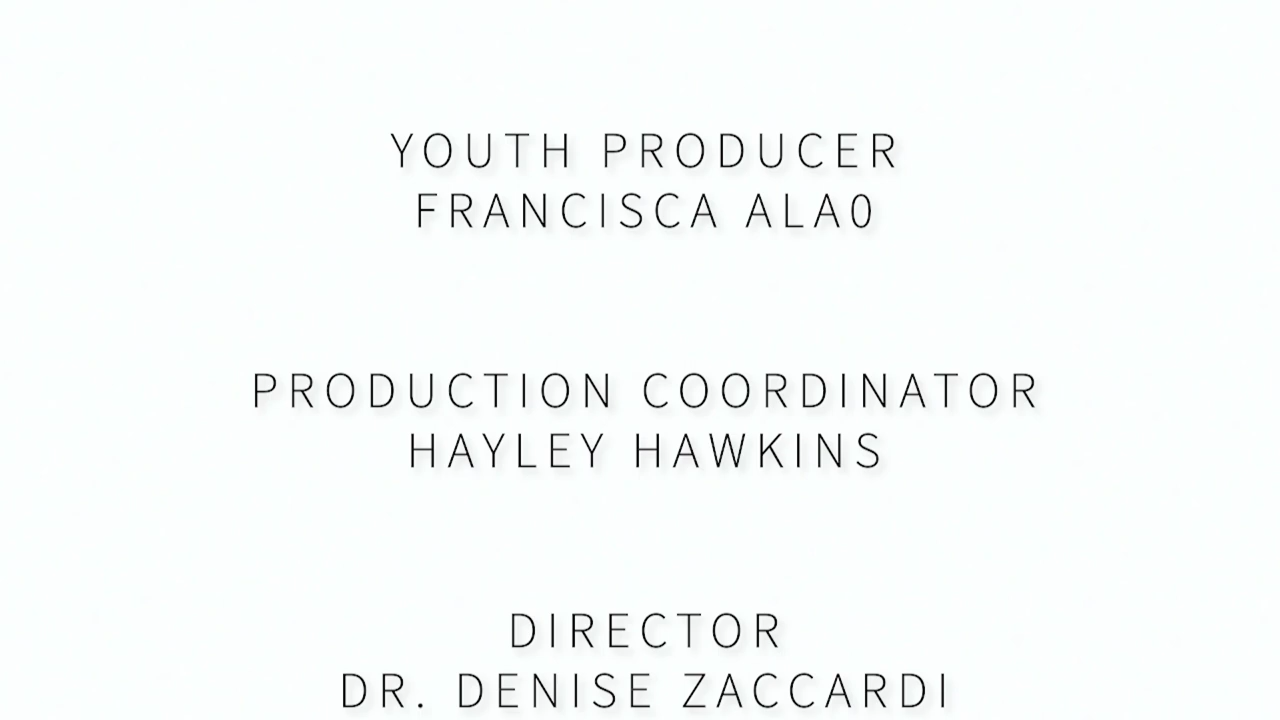 YOUTH PRODUCER
FRANCISCA ALA0
PRODUCTION COORDINATOR
HAYLEY HAWKINS
DIRECTOR
DR. DENISE ZACCARDI